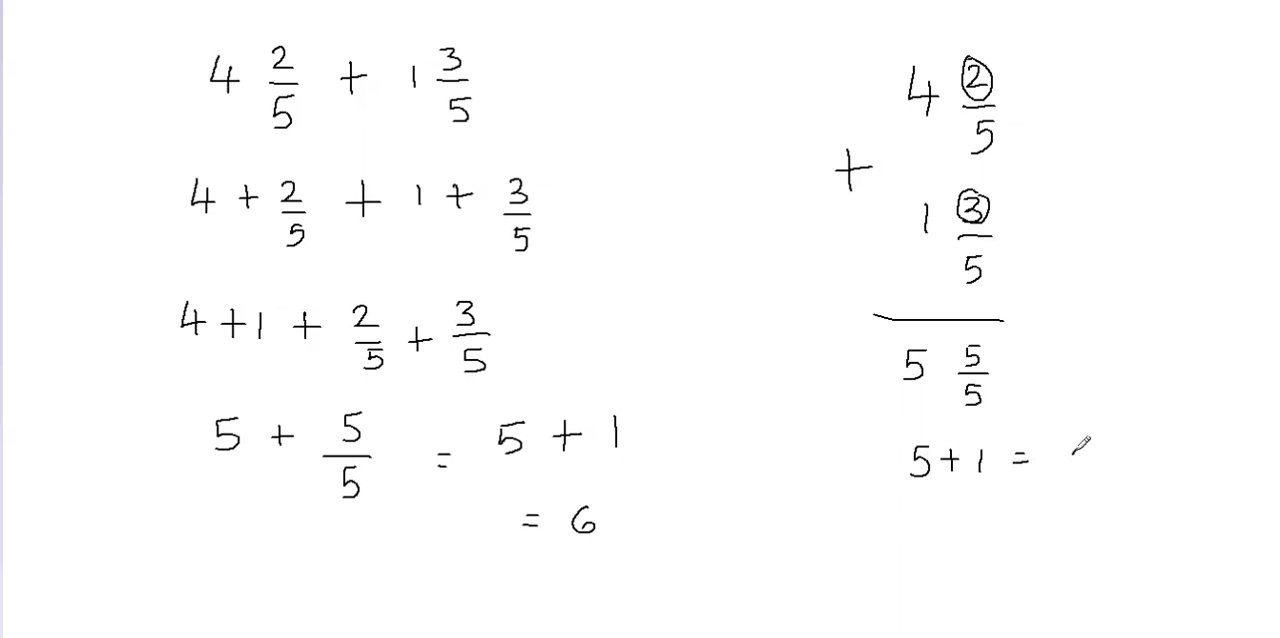 4 2/5 + 1 3/5
4 + 2/5 + 1 + 3/5
4 + 1 + 2/5 + 3/5
5 + 5/5 = 5 + 1
= 6
4 2/5
+
1 3/5
5 5/5
5 + 1 =